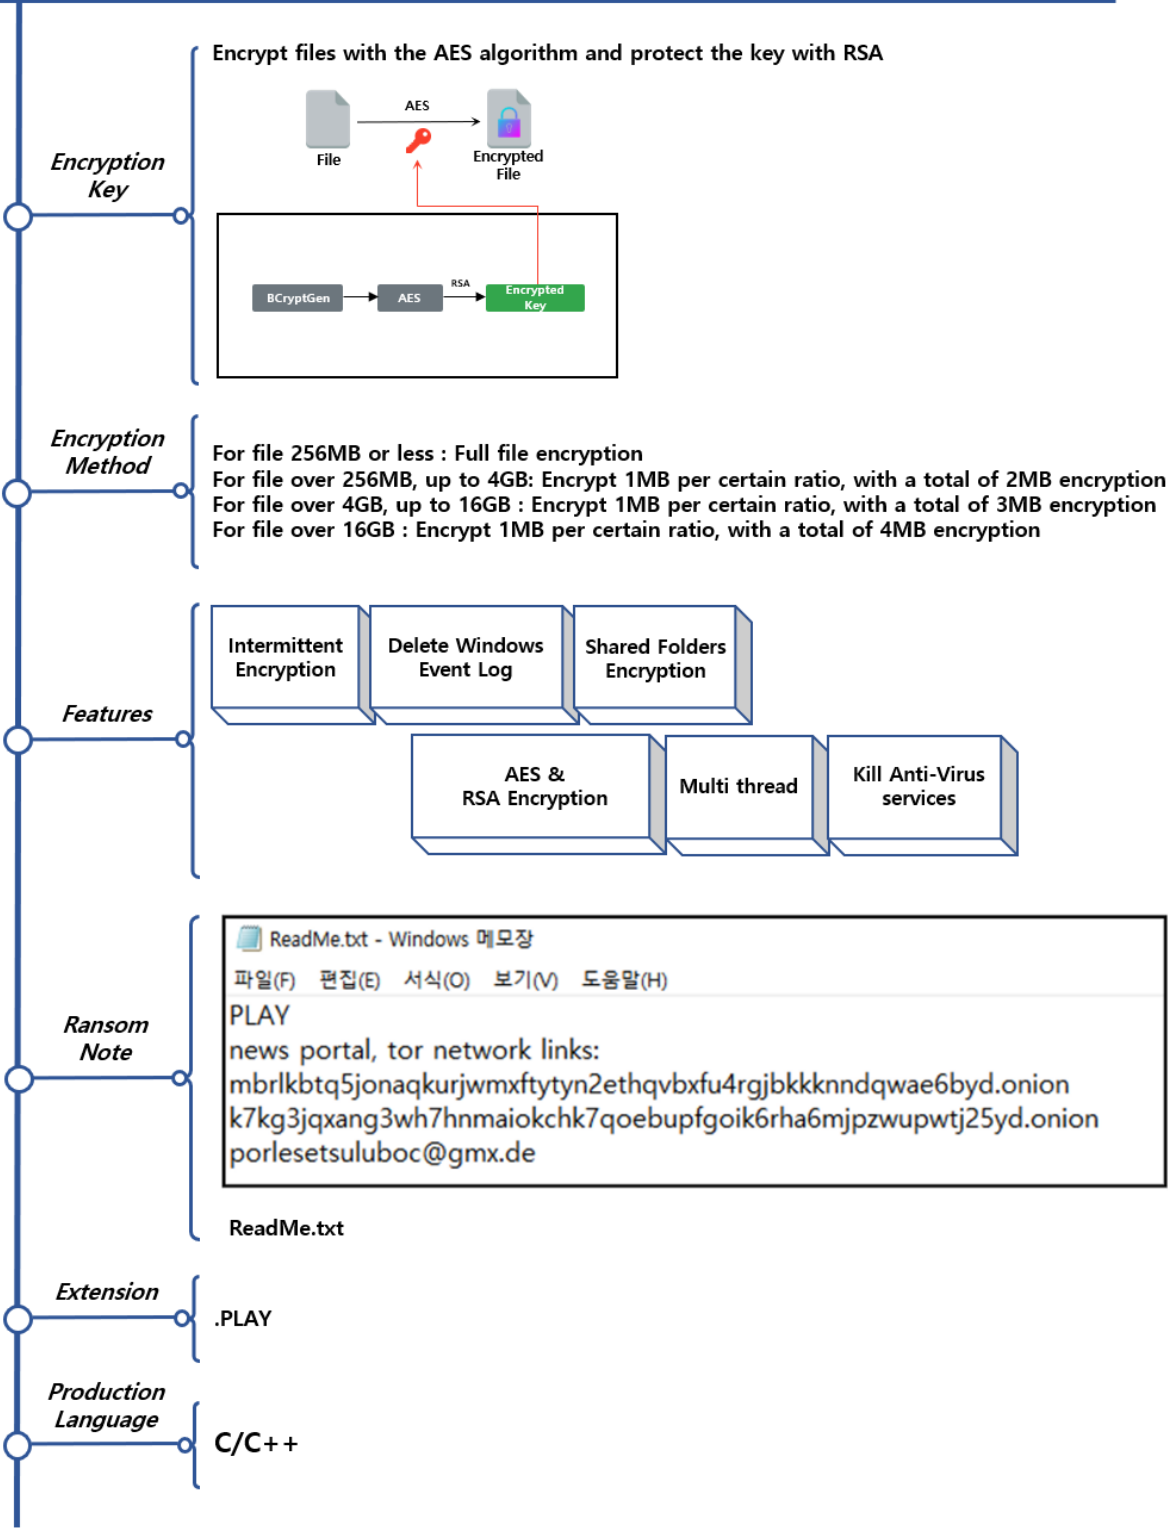 Encrypt files with the AES algorithm and protect the key with RSA
AES
File
Encrypted
File
Encryption
Key
BCryptGen
AES
RSA
Encrypted
Key
Encryption
Method
For file 256MB or less : Full file encryption
For file over 256MB, up to 4GB: Encrypt 1MB per certain ratio, with a total of 2MB encryption
For file over 4GB, up to 16GB : Encrypt 1MB per certain ratio, with a total of 3MB encryption
For file over 16GB : Encrypt 1MB per certain ratio, with a total of 4MB encryption
Features
Intermittent
Encryption
Delete Windows
Event Log
Shared Folders
Encryption
AES &
RSA Encryption
Multi thread
Kill Anti-Virus
services
Ransom
Note
ReadMe.txt - Windows 메모장
파일(F) 편집(E) 서식(O) 보기(V) 도움말(H)
PLAY
news portal, tor network links:
mbrlkbtq5jonaqkurjwmxftytyn2ethqvbxfu4rgjbkkknndqwae6byd.onion
k7kg3jqxang3wh7hnmaiokchk7qoebupfgoik6rha6mjpzwupwtj25yd.onion
porlesetsuluboc@gmx.de
ReadMe.txt
Extension
.PLAY
Production
Language
C/C++